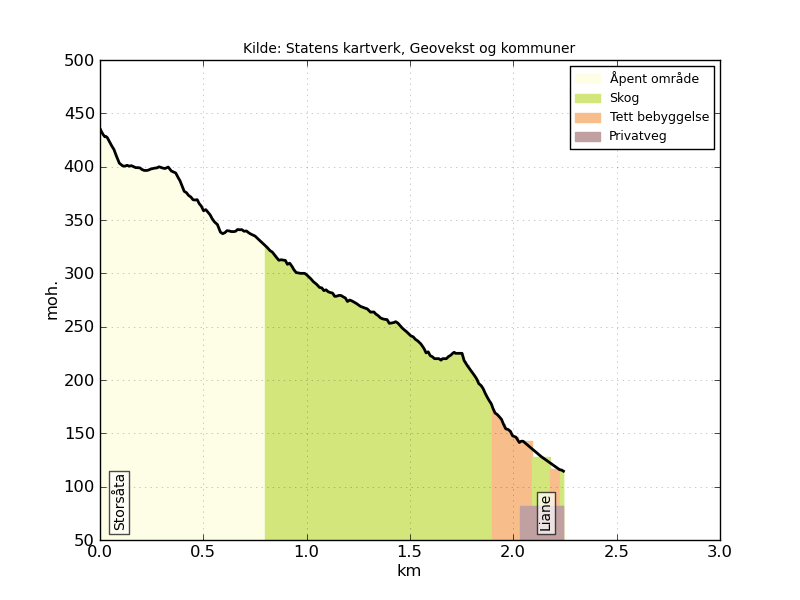 Kilde: Statens kartverk, Geovekst og kommuner
500
450
400
350
300
250
200
150
100
50
moh.
Åpent område
Skog
Tett bebyggelse
Privatveg
Storsåta
Liane
0.0 0.5 1.0 1.5 2.0 2.5 3.0
km